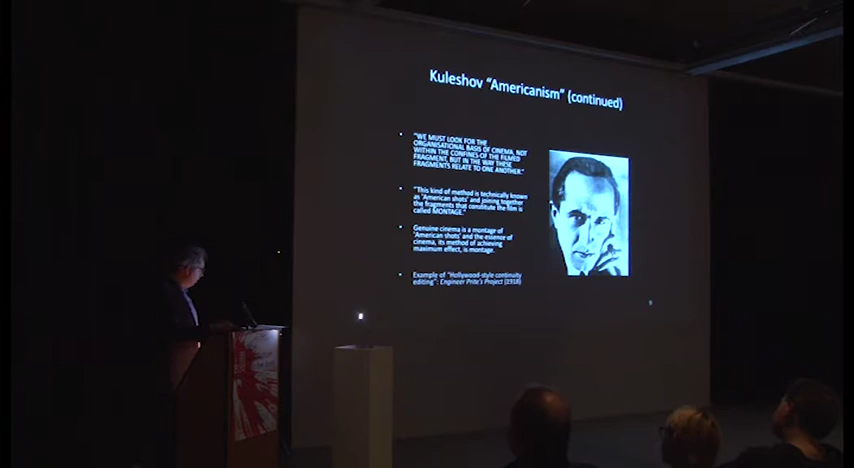 Kuleshov “Americanism” (continued)
• “WE MUST LOOK FOR THE
ORGANISATIONAL BASIS OF CINEMA, NOT
WITHIN THE CONFINES OF THE FILMED
FRAGMENT, BUT IN THE WAY THESE
FRAGMENTS RELATE TO ONE ANOTHER.”
• “This kind of method is technically known
as ‘American shots’ and joining together
the fragments that constitute the film is
called MONTAGE.”
• Genuine cinema is a montage of
‘American shots’ and the essence of
cinema, its method of achieving
maximum effect, is montage.
• Example of “Hollywood-style continuity
editing”: Engineer Prite’s Project (1918)